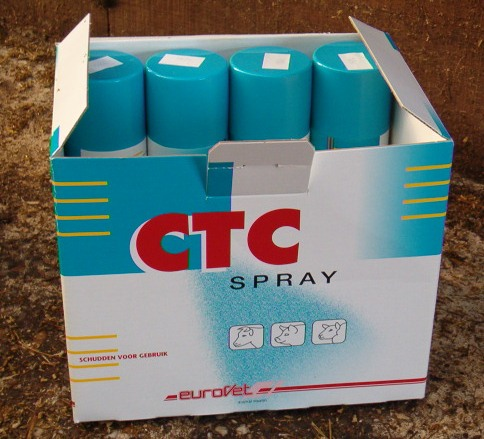 CTC
SPRAY
SCHUDDEN VOOR GEBRUIK
euroVet